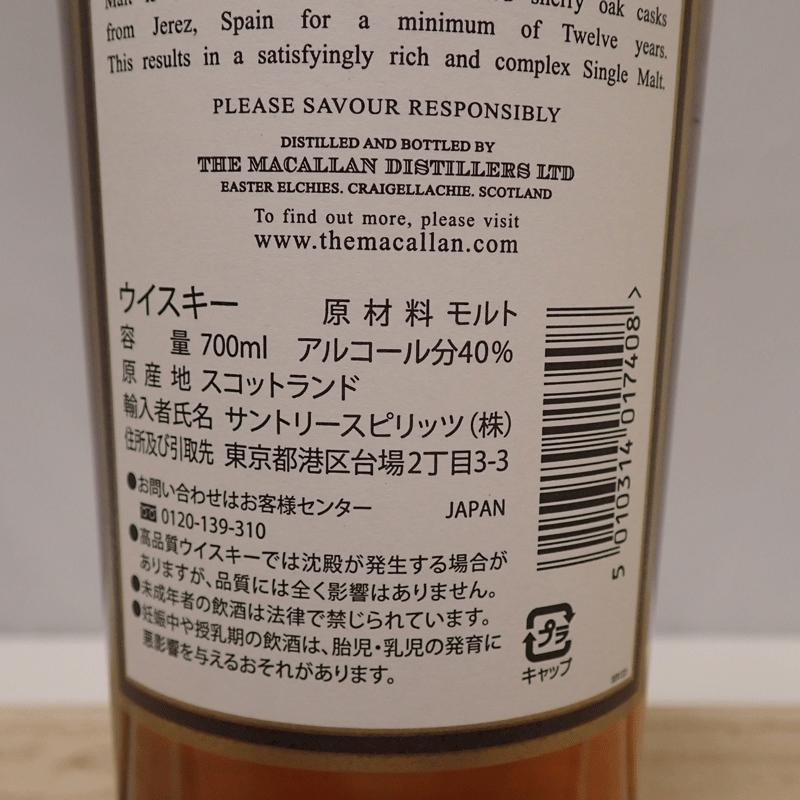 sherry oak casks
from Jerez, Spain for a minimum of Twelve years.
This results in a satisfyingly rich and complex Single Malt.
PLEASE SAVOUR RESPONSIBLY
DISTILLED AND BOTTLED BY
THE MACALLAN DISTILLERS LTD
EASTER ELCHIES. CRAIGELLACHIE. SCOTLAND
To find out more, please visit
www.themacallan.com
ウイスキー 原材料 モルト
容量 700ml アルコール分40%
原産地 スコットランド
輸入者氏名 サントリースピリッツ(株)
住所及び引取先 東京都港区台場2丁目3-3
●お問い合わせはお客様センター JAPAN
0120-139-310
●高品質ウイスキーでは沈殿が発生する場合が
ありますが、品質には全く影響はありません。
●未成年者の飲酒は法律で禁じられています。
●妊娠中や授乳期の飲酒は、胎児・乳児の発育に
悪影響を与えるおそれがあります。
プラ
キャップ
5 010314 017408 >